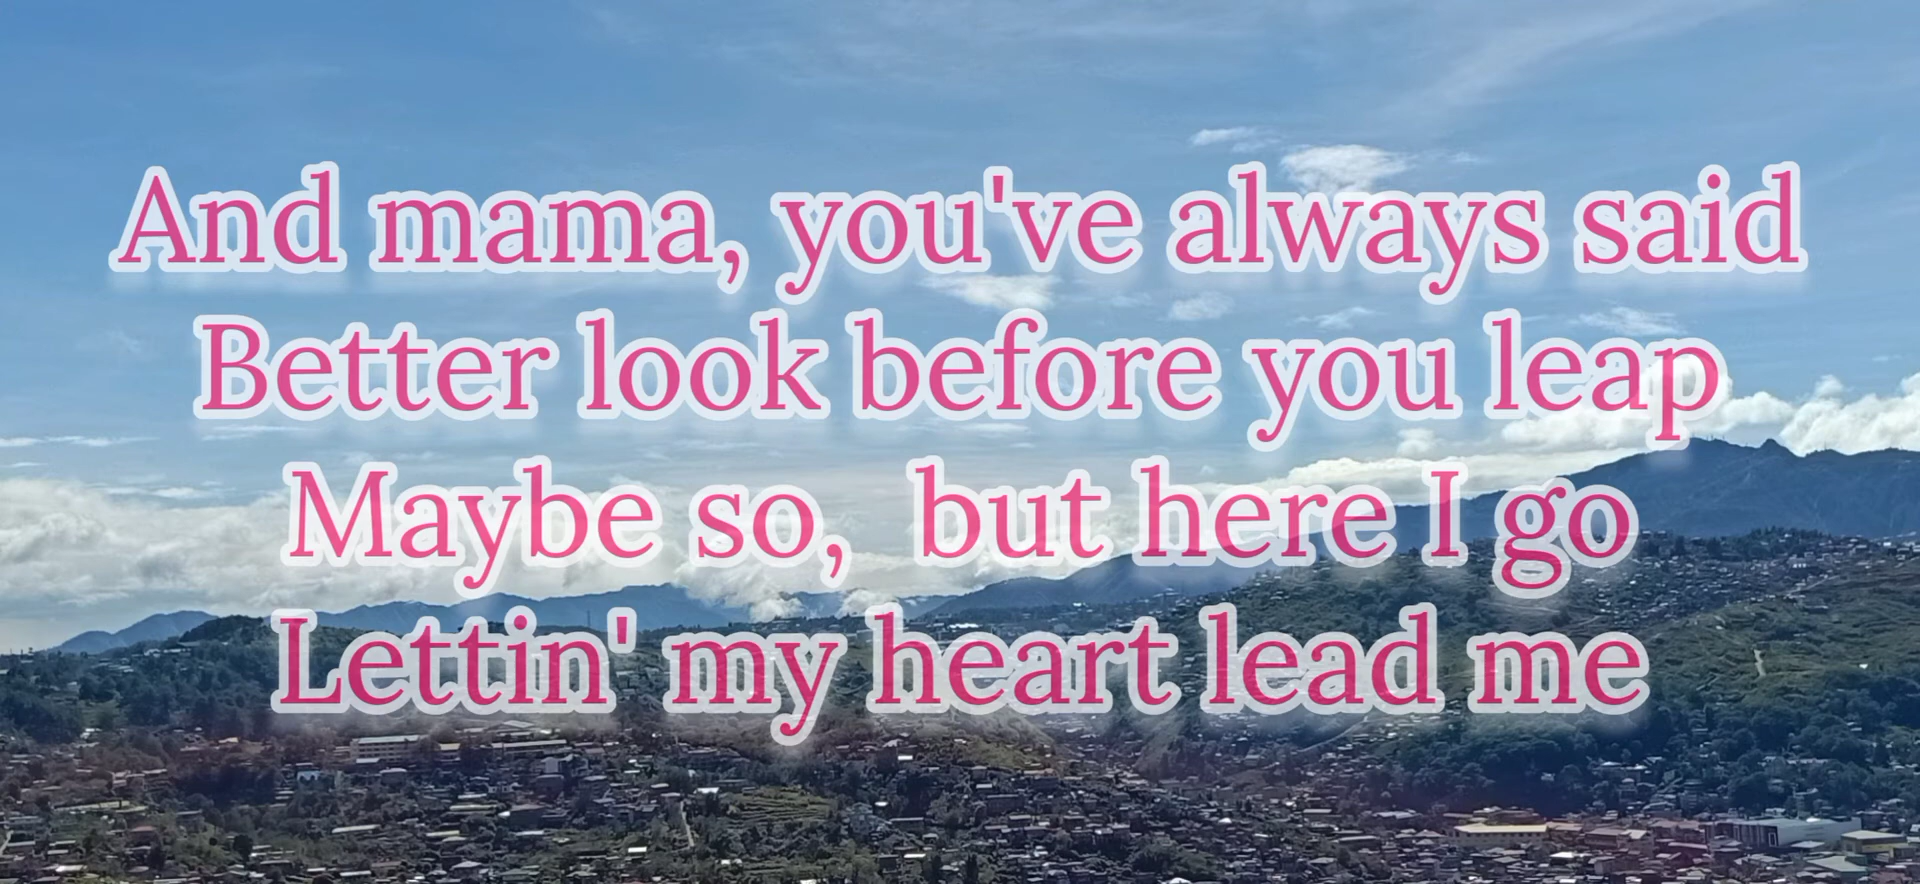 And mama, you've always said
Better look before you leap
Maybe so,  but here I go
Lettin' my heart lead me